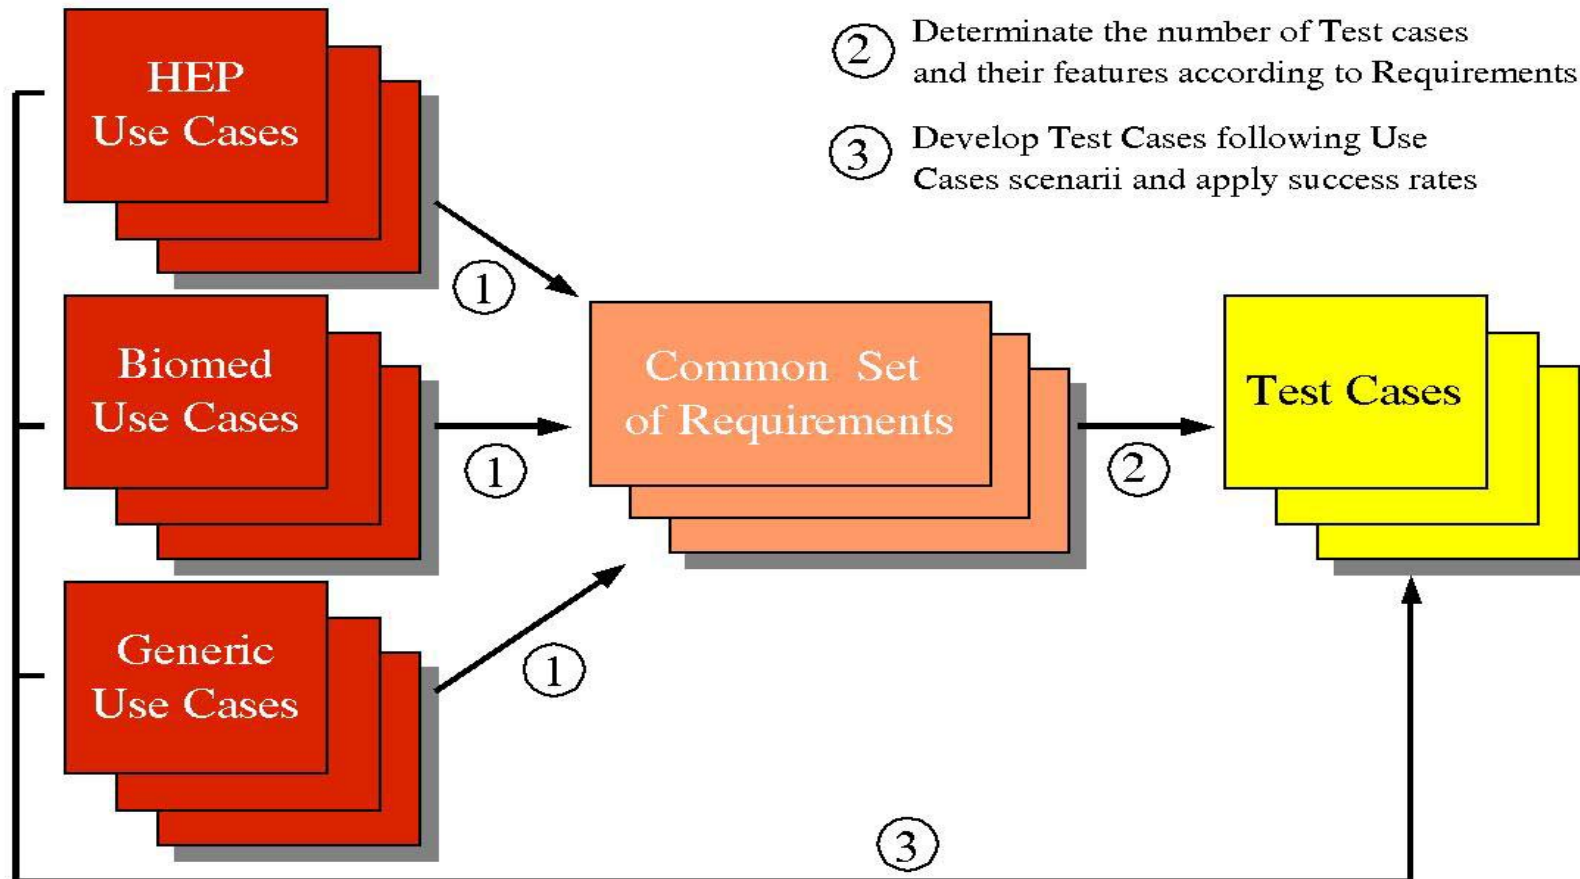 2
Determinate the number of Test cases
and their features according to Requirements
3
Develop Test Cases following Use
Cases scenarii and apply success rates
HEP
Use Cases
1
Biomed
Use Cases
1
Generic
Use Cases
1
Common Set
of Requirements
2
Test Cases
3